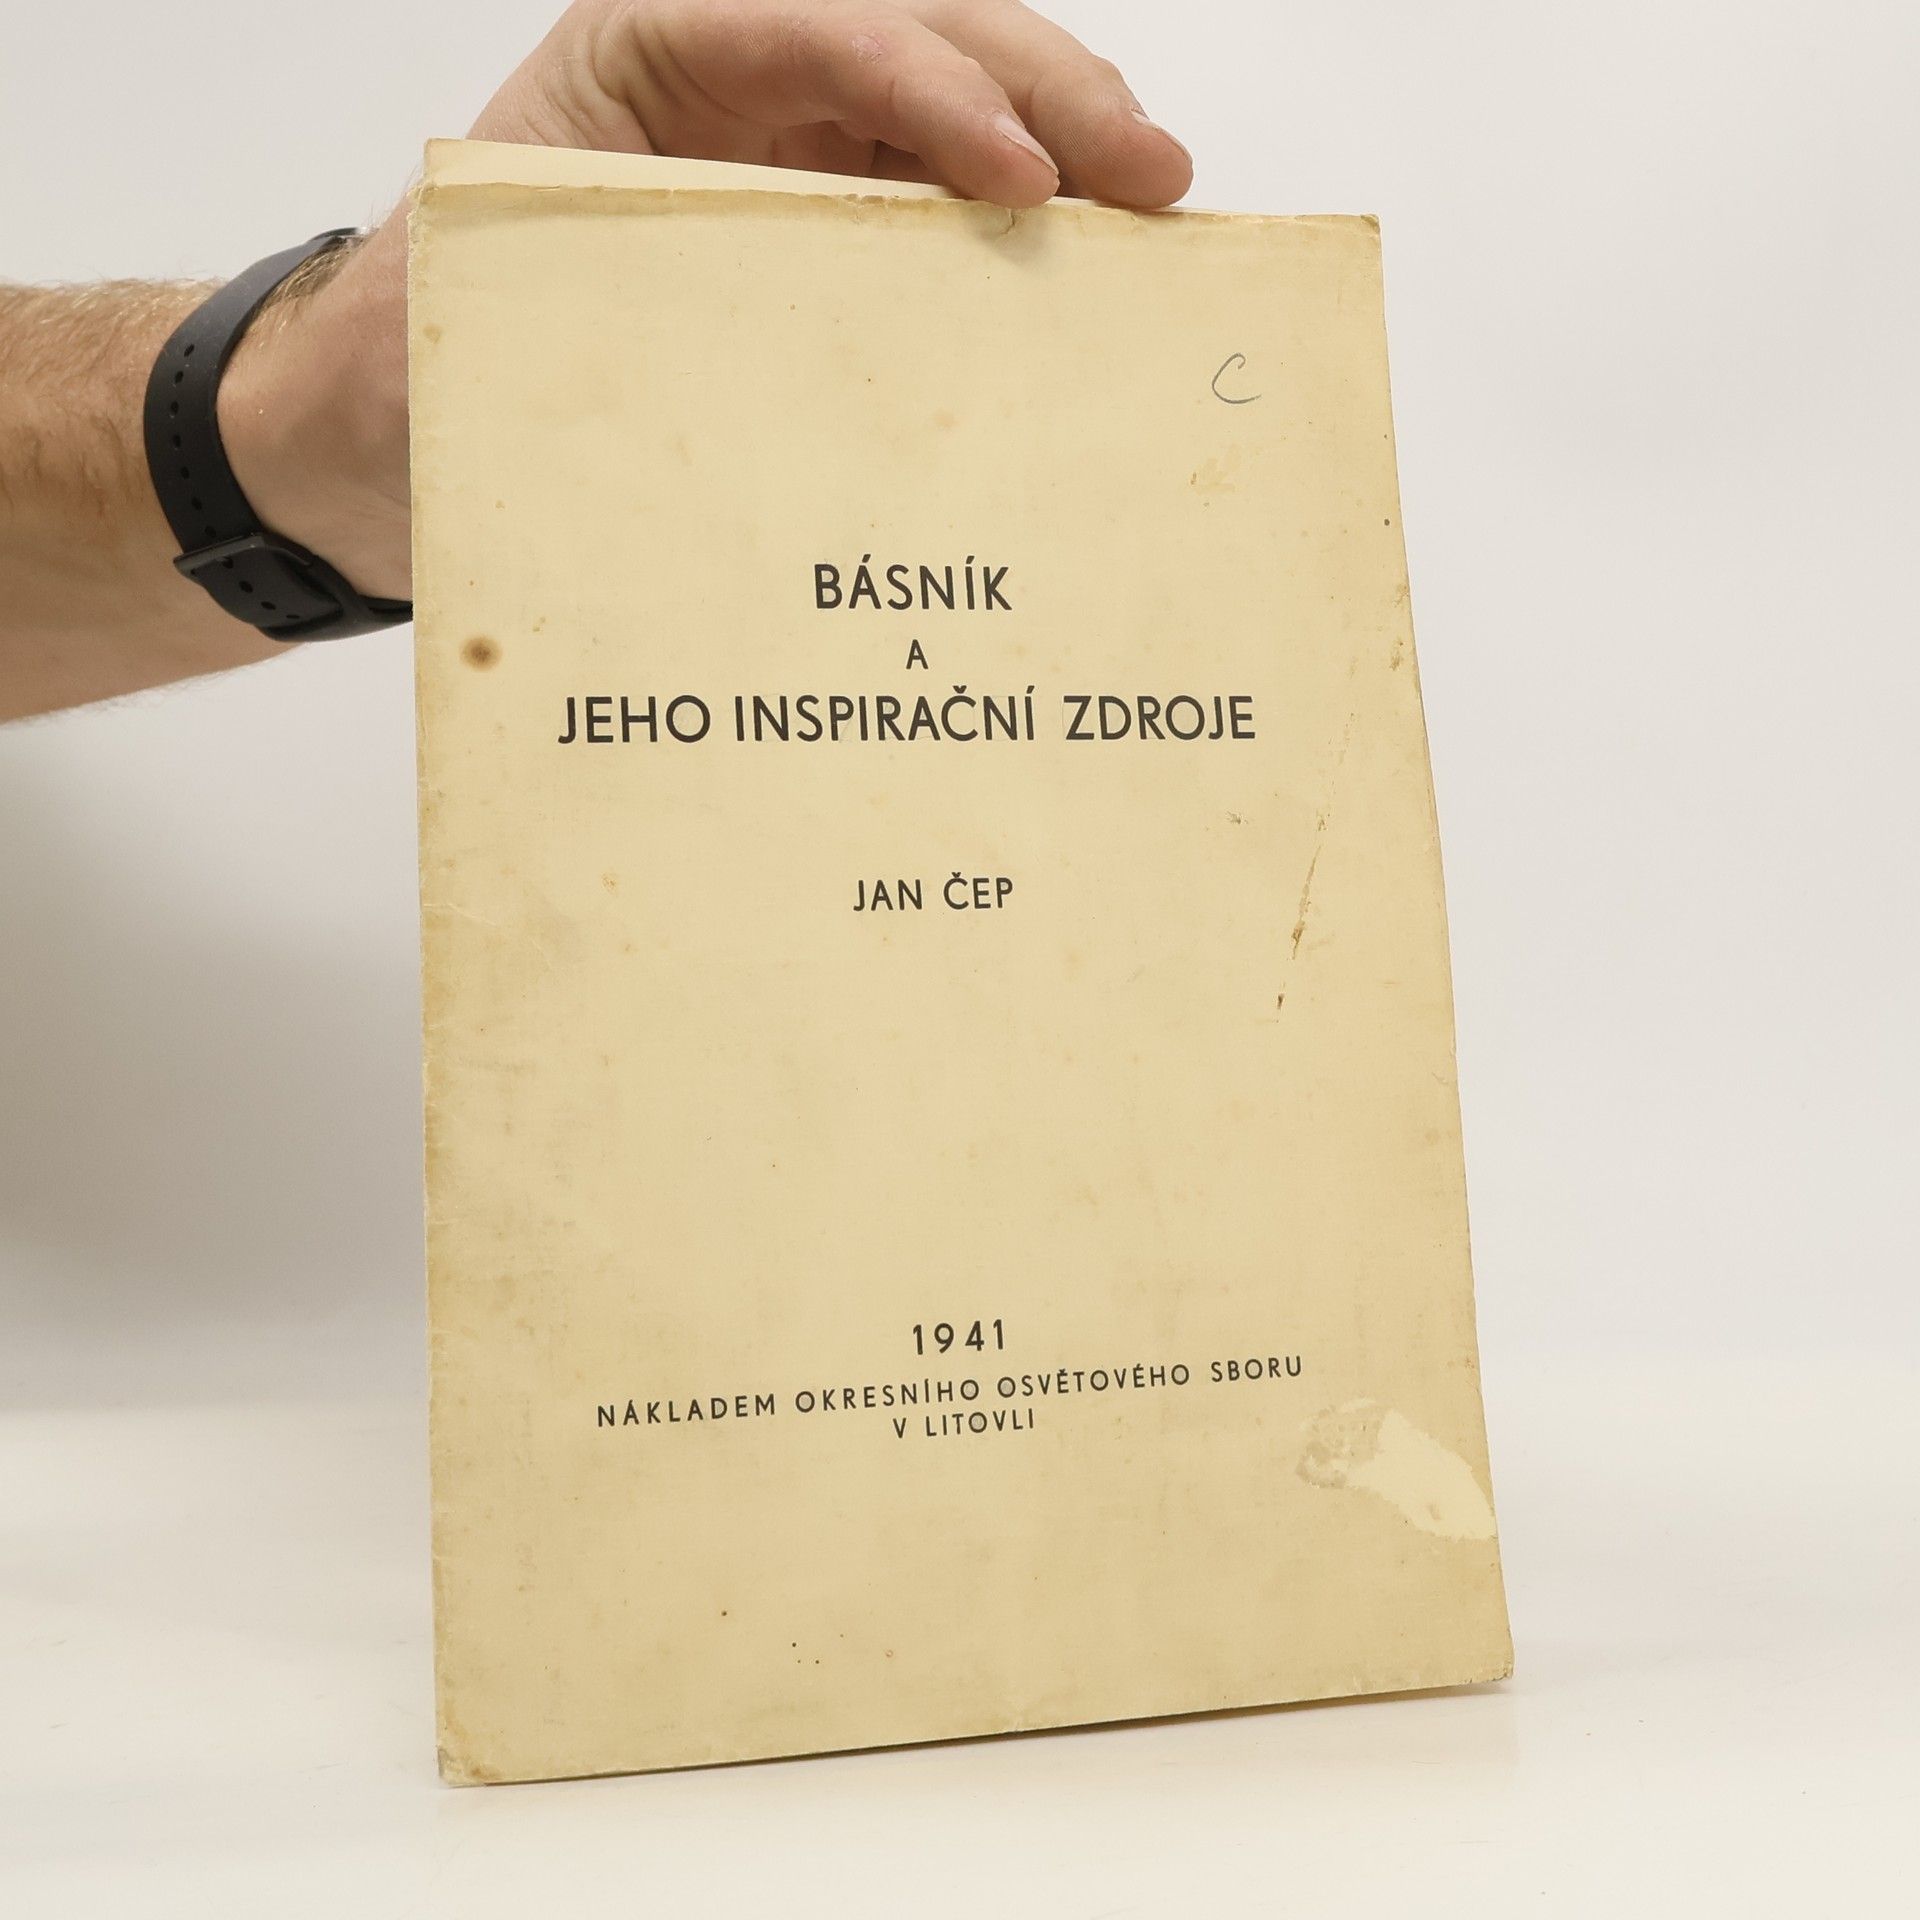 C
BÁSNÍK
A
JEHO INSPIRAČNÍ ZDROJE
JAN ČEP
1941
NÁKLADEM OKRESNÍHO OSVĚTOVÉHO SBORU
V LITOVLI